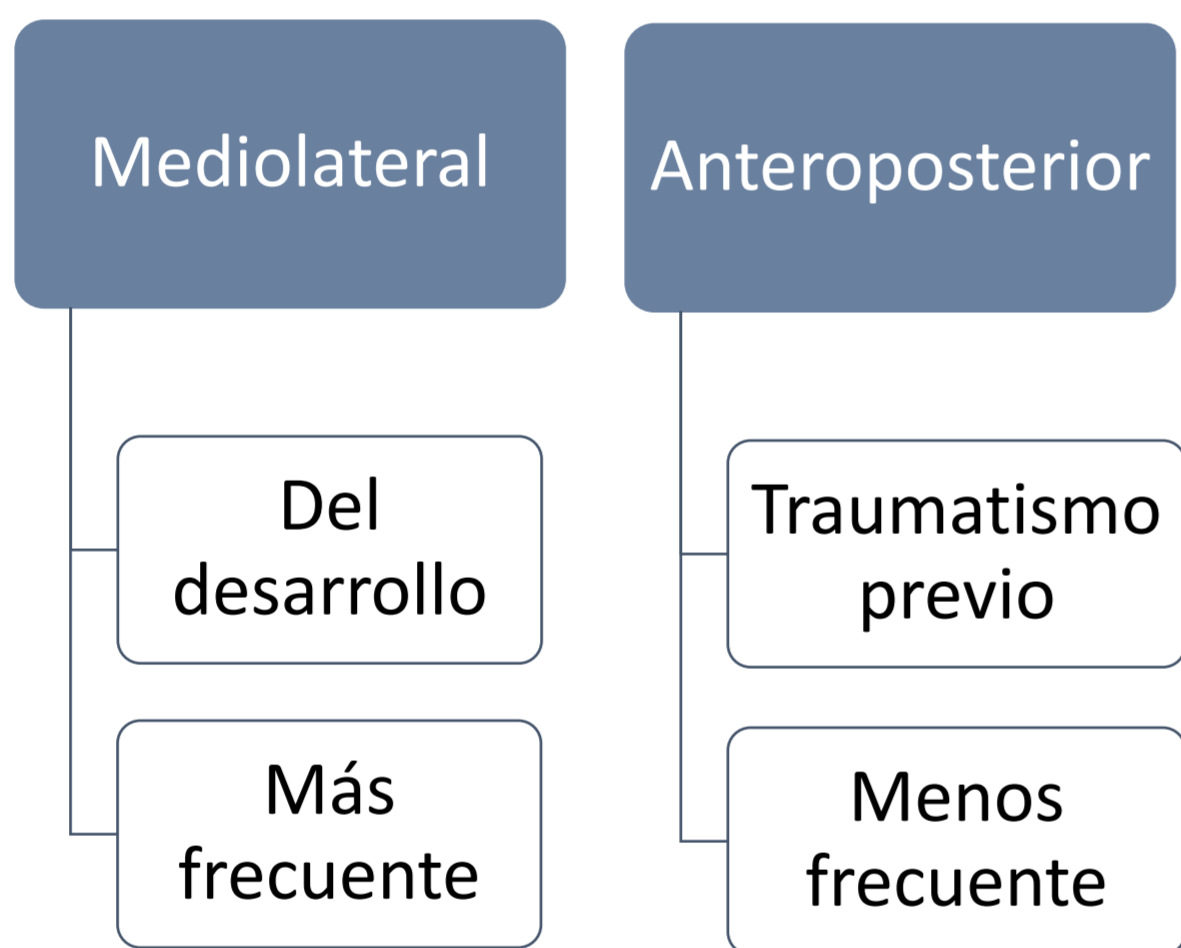 Mediolateral
Del
desarrollo
Más
frecuente
Anteroposterior
Traumatismo
previo
Menos
frecuente